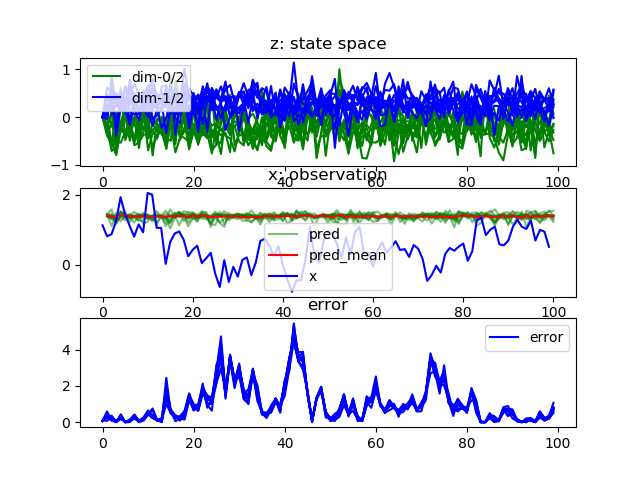 z: state space
1
0
−1
dim-0/2
dim-1/2
0 20 40 60 80 100
x: observation
2
0
pred
pred_mean
x
0 20 40 60 80 100
error
4
2
0
error
0 20 40 60 80 100